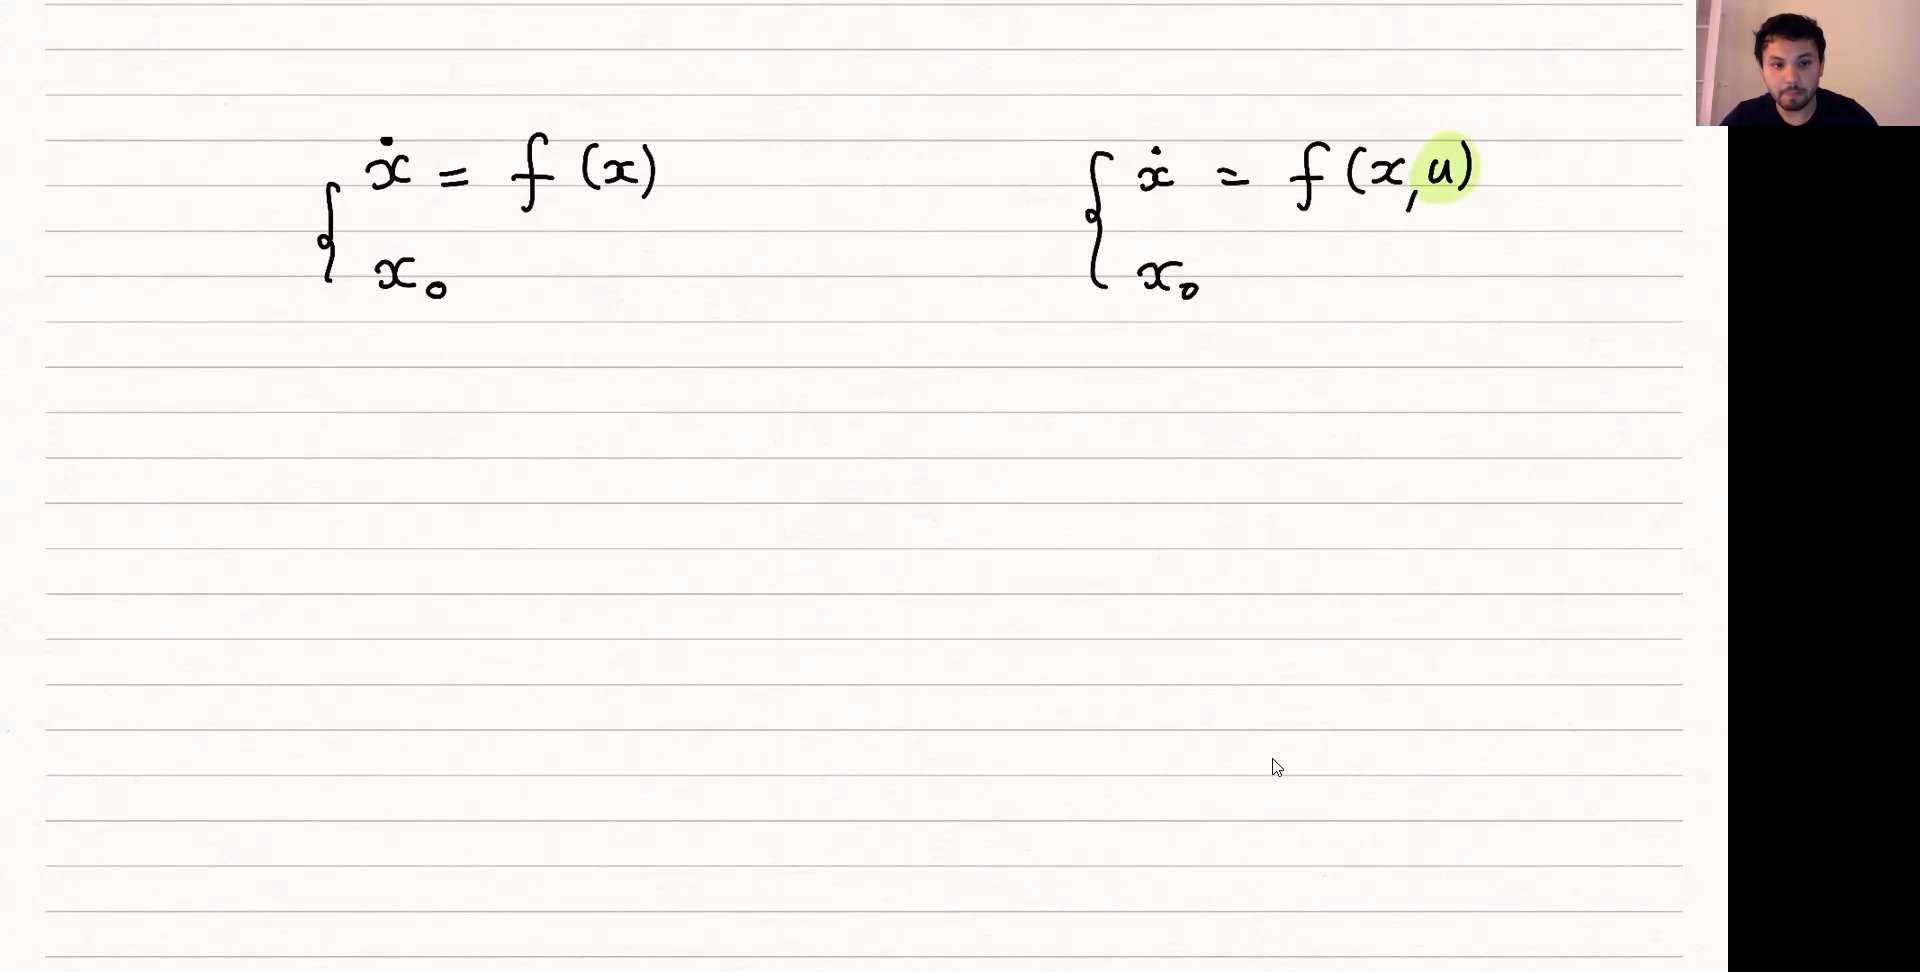 ẋ = f (x)
x₀
ẋ = f (x, u)
x₀